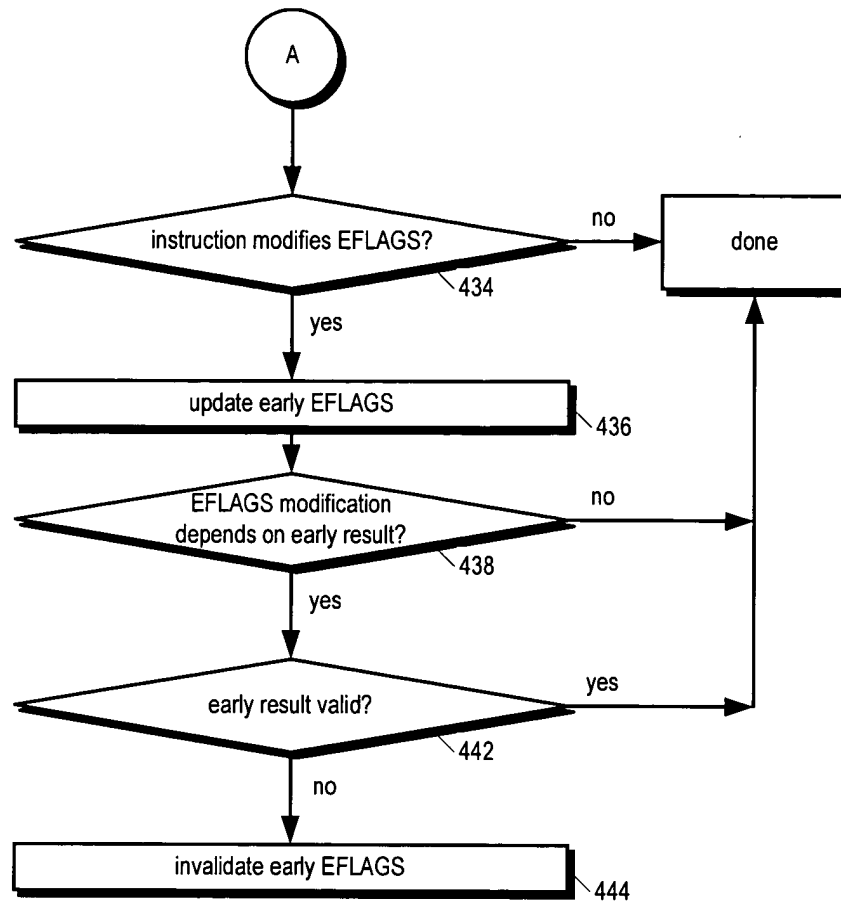 A
instruction modifies EFLAGS?
no
done
434
yes
update early EFLAGS
436
EFLAGS modification
depends on early result?
no
438
yes
early result valid?
yes
442
no
invalidate early EFLAGS
444